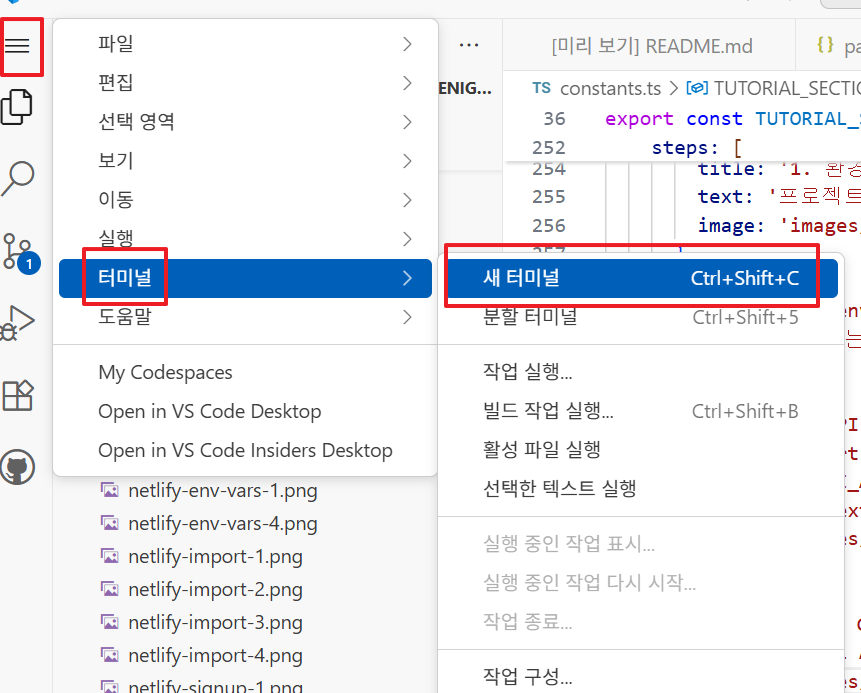 파일
편집
선택 영역
보기
이동
실행
터미널
도움말
My Codespaces
Open in VS Code Desktop
Open in VS Code Insiders Desktop
1
netlify-env-vars-1.png
netlify-env-vars-4.png
netlify-import-1.png
netlify-import-2.png
netlify-import-3.png
netlify-import-4.png
netlify-signup-1.png
...
ENIG...
[미리 보기] README.md
{} pa
TS constants.ts > TUTORIAL_SECTIO
36 export const TUTORIAL_S
252 steps: [
254 title: '1. 환경
255 text: '프로젝트
256 image: 'images/
257
새 터미널 Ctrl+Shift+C
분할 터미널 Ctrl+Shift+5
작업 실행...
빌드 작업 실행... Ctrl+Shift+B
활성 파일 실행
선택한 텍스트 실행
실행 중인 작업 표시...
실행 중인 작업 다시 시작...
작업 종료...
작업 구성...